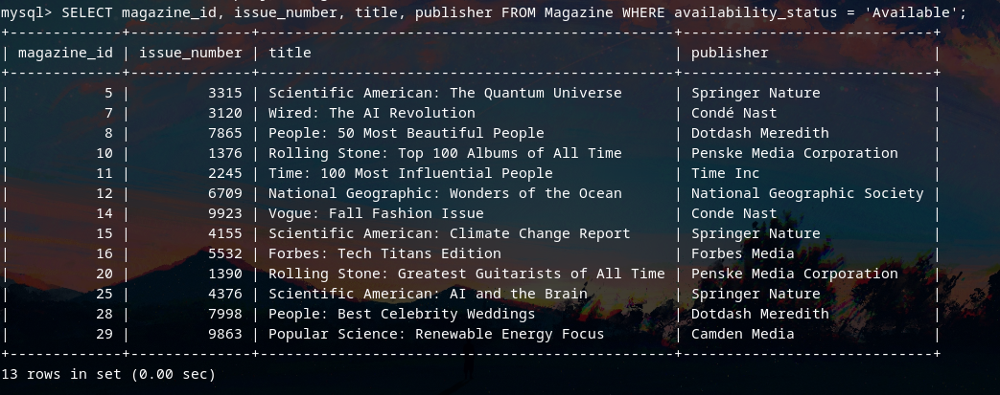 mysql> SELECT magazine_id, issue_number, title, publisher FROM Magazine WHERE availability_status = 'Available';
+-------------+--------------+------------------------------------------------+-----------------------------+
| magazine_id | issue_number | title                                          | publisher                   |
+-------------+--------------+------------------------------------------------+-----------------------------+
|           5 |         3315 | Scientific American: The Quantum Universe      | Springer Nature             |
|           7 |         3120 | Wired: The AI Revolution                       | Condé Nast                  |
|           8 |         7865 | People: 50 Most Beautiful People               | Dotdash Meredith            |
|          10 |         1376 | Rolling Stone: Top 100 Albums of All Time      | Penske Media Corporation    |
|          11 |         2245 | Time: 100 Most Influential People              | Time Inc                    |
|          12 |         6709 | National Geographic: Wonders of the Ocean      | National Geographic Society |
|          14 |         9923 | Vogue: Fall Fashion Issue                      | Conde Nast                  |
|          15 |         4155 | Scientific American: Climate Change Report     | Springer Nature             |
|          16 |         5532 | Forbes: Tech Titans Edition                    | Forbes Media                |
|          20 |         1390 | Rolling Stone: Greatest Guitarists of All Time | Penske Media Corporation    |
|          25 |         4376 | Scientific American: AI and the Brain          | Springer Nature             |
|          28 |         7998 | People: Best Celebrity Weddings                | Dotdash Meredith            |
|          29 |         9863 | Popular Science: Renewable Energy Focus        | Camden Media                |
+-------------+--------------+------------------------------------------------+-----------------------------+
13 rows in set (0.00 sec)